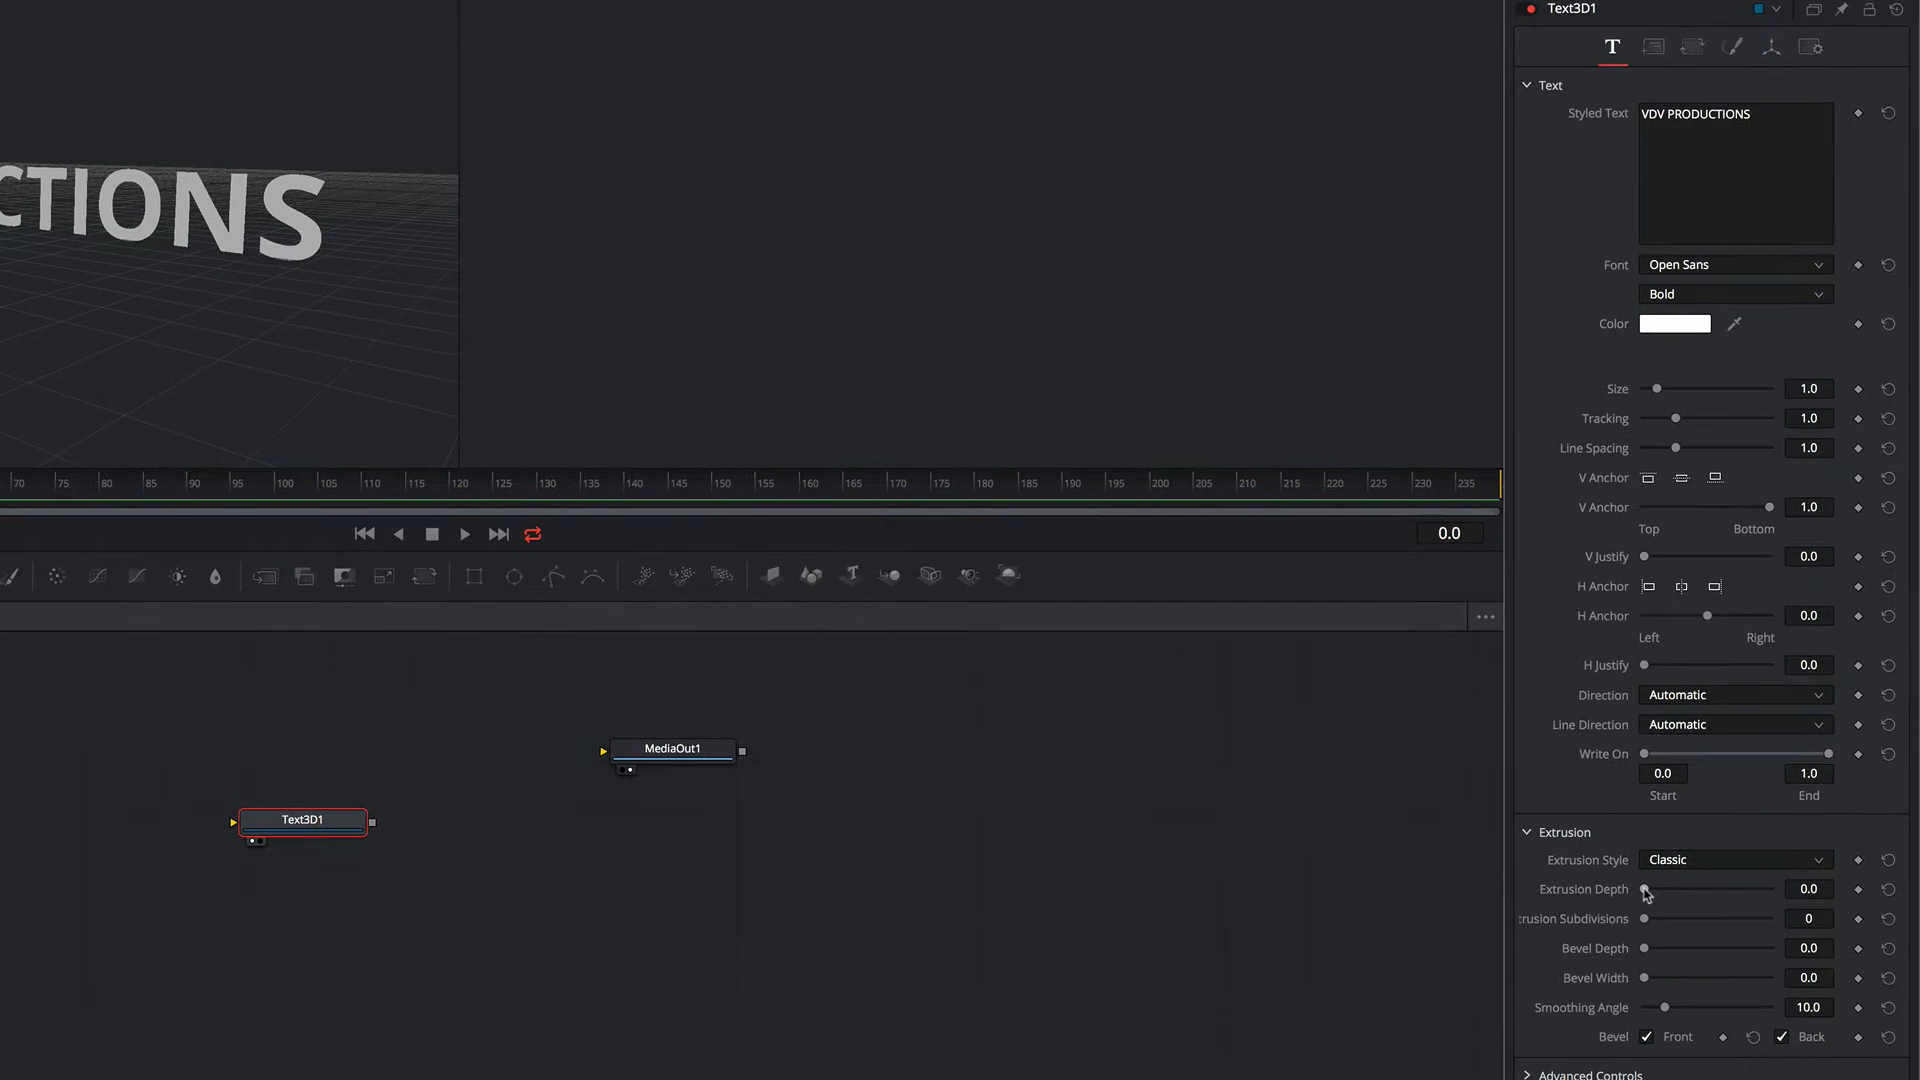 Text3D1
T
Text
Styled Text VDV PRODUCTIONS
CTIONS
Font Open Sans
Bold
Color
Size 1.0
Tracking 1.0
Line Spacing 1.0
V Anchor
V Anchor 1.0
Top Bottom
V Justify 0.0
H Anchor
H Anchor 0.0
Left Right
H Justify 0.0
Direction Automatic
Line Direction Automatic
Write On
0.0 1.0
Start End
Extrusion
Extrusion Style Classic
Extrusion Depth 0.0
trusion Subdivisions 0
Bevel Depth 0.0
Bevel Width 0.0
Smoothing Angle 10.0
Bevel Front Back
Advanced Controls
70 75 80 85 90 95 100 105 110 115 120 125 130 135 140 145 150 155 160 165 170 175 180 185 190 195 200 205 210 215 220 225 230 235
0.0
T
MediaOut1
Text3D1